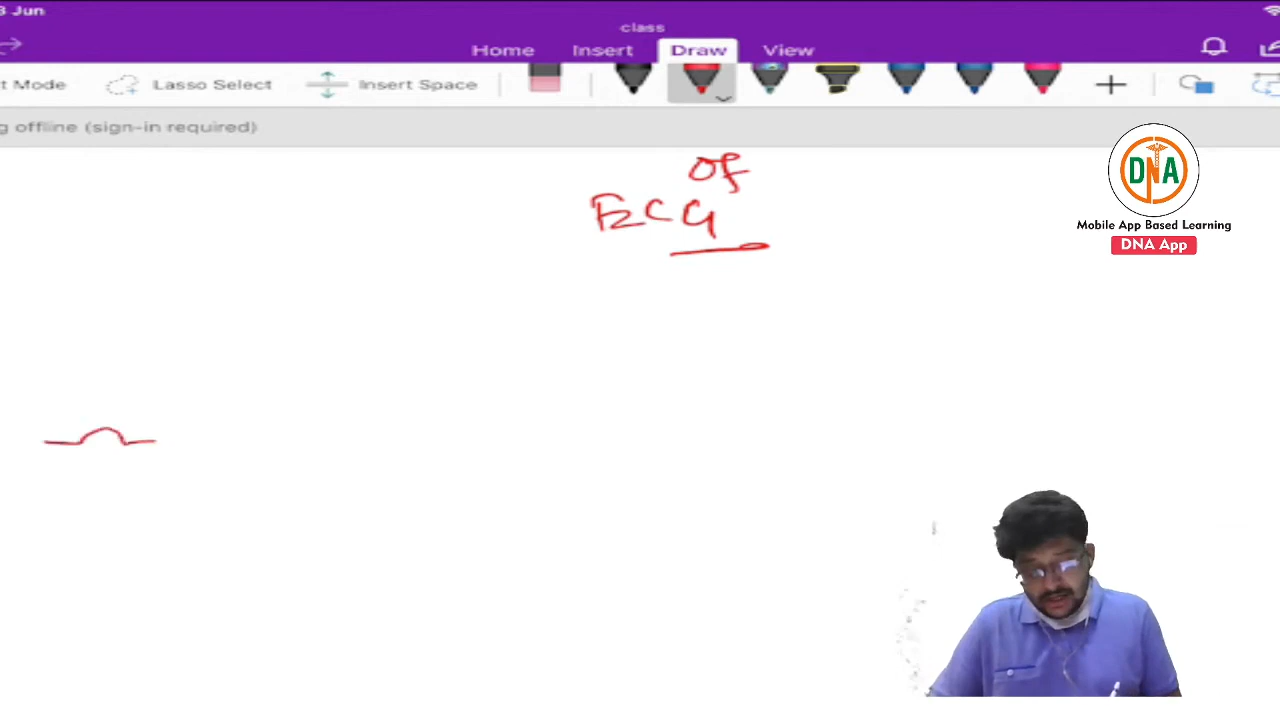 3 Jun
class
Home Insert Draw View
t Mode Lasso Select Insert Space
g offline (sign-in required)
DNA
Mobile App Based Learning
DNA App
of
ECG